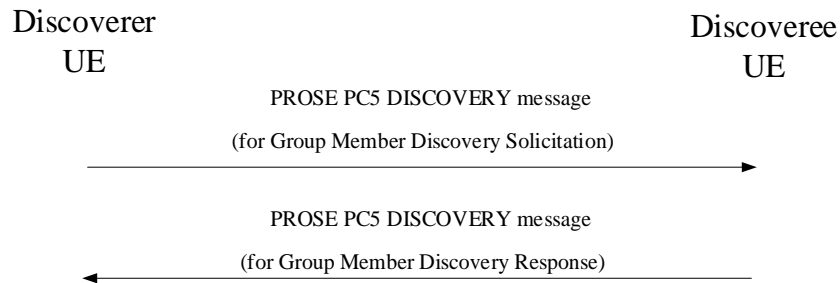 Discoverer
UE
Discoveree
UE
PROSE PC5 DISCOVERY message
(for Group Member Discovery Solicitation)
PROSE PC5 DISCOVERY message
(for Group Member Discovery Response)